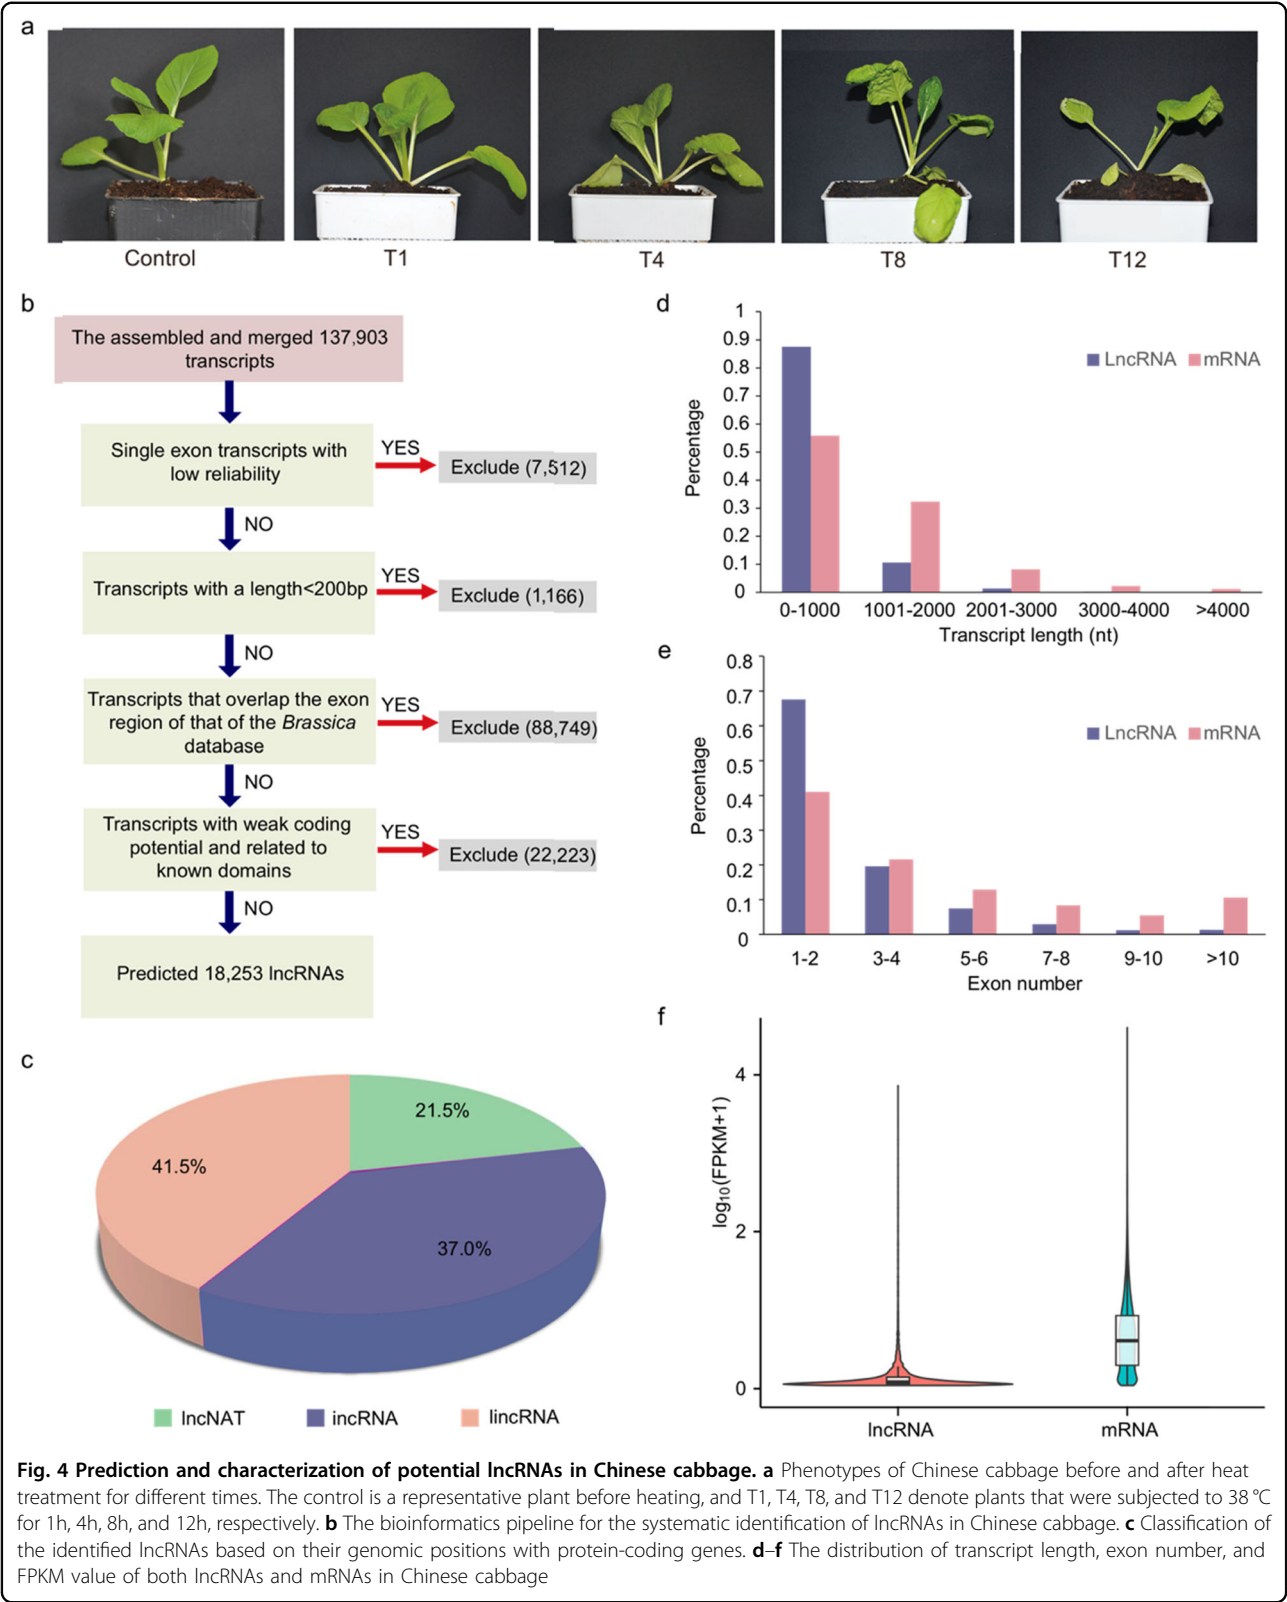 a
Control
T1
T4
T8
T12
b
The assembled and merged 137,903
transcripts
Single exon transcripts with
low reliability
YES
Exclude (7,512)
NO
Transcripts with a length<200bp
YES
Exclude (1,166)
NO
Transcripts that overlap the exon
region of that of the Brassica
database
YES
Exclude (88,749)
NO
Transcripts with weak coding
potential and related to
known domains
YES
Exclude (22,223)
NO
Predicted 18,253 lncRNAs
c
21.5%
41.5%
37.0%
lncNAT
incRNA
lincRNA
d
1
0.9
0.8
0.7
0.6
0.5
0.4
0.3
0.2
0.1
0
Percentage
LncRNA
mRNA
0-1000
1001-2000
2001-3000
3000-4000
>4000
Transcript length (nt)
e
0.8
0.7
0.6
0.5
0.4
0.3
0.2
0.1
0
Percentage
LncRNA
mRNA
1-2
3-4
5-6
7-8
9-10
>10
Exon number
f
4
2
0
log10(FPKM+1)
lncRNA
mRNA
Fig. 4 Prediction and characterization of potential lncRNAs in Chinese cabbage. a Phenotypes of Chinese cabbage before and after heat
treatment for different times. The control is a representative plant before heating, and T1, T4, T8, and T12 denote plants that were subjected to 38 °C
for 1h, 4h, 8h, and 12h, respectively. b The bioinformatics pipeline for the systematic identification of lncRNAs in Chinese cabbage. c Classification of
the identified lncRNAs based on their genomic positions with protein-coding genes. d–f The distribution of transcript length, exon number, and
FPKM value of both lncRNAs and mRNAs in Chinese cabbage